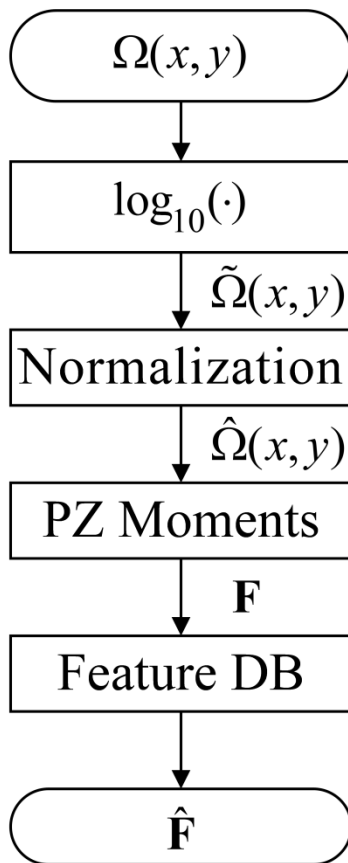 Ω(x, y)
log₁₀(·)
Ω̃(x, y)
Normalization
Ω̂(x, y)
PZ Moments
F
Feature DB
F̂